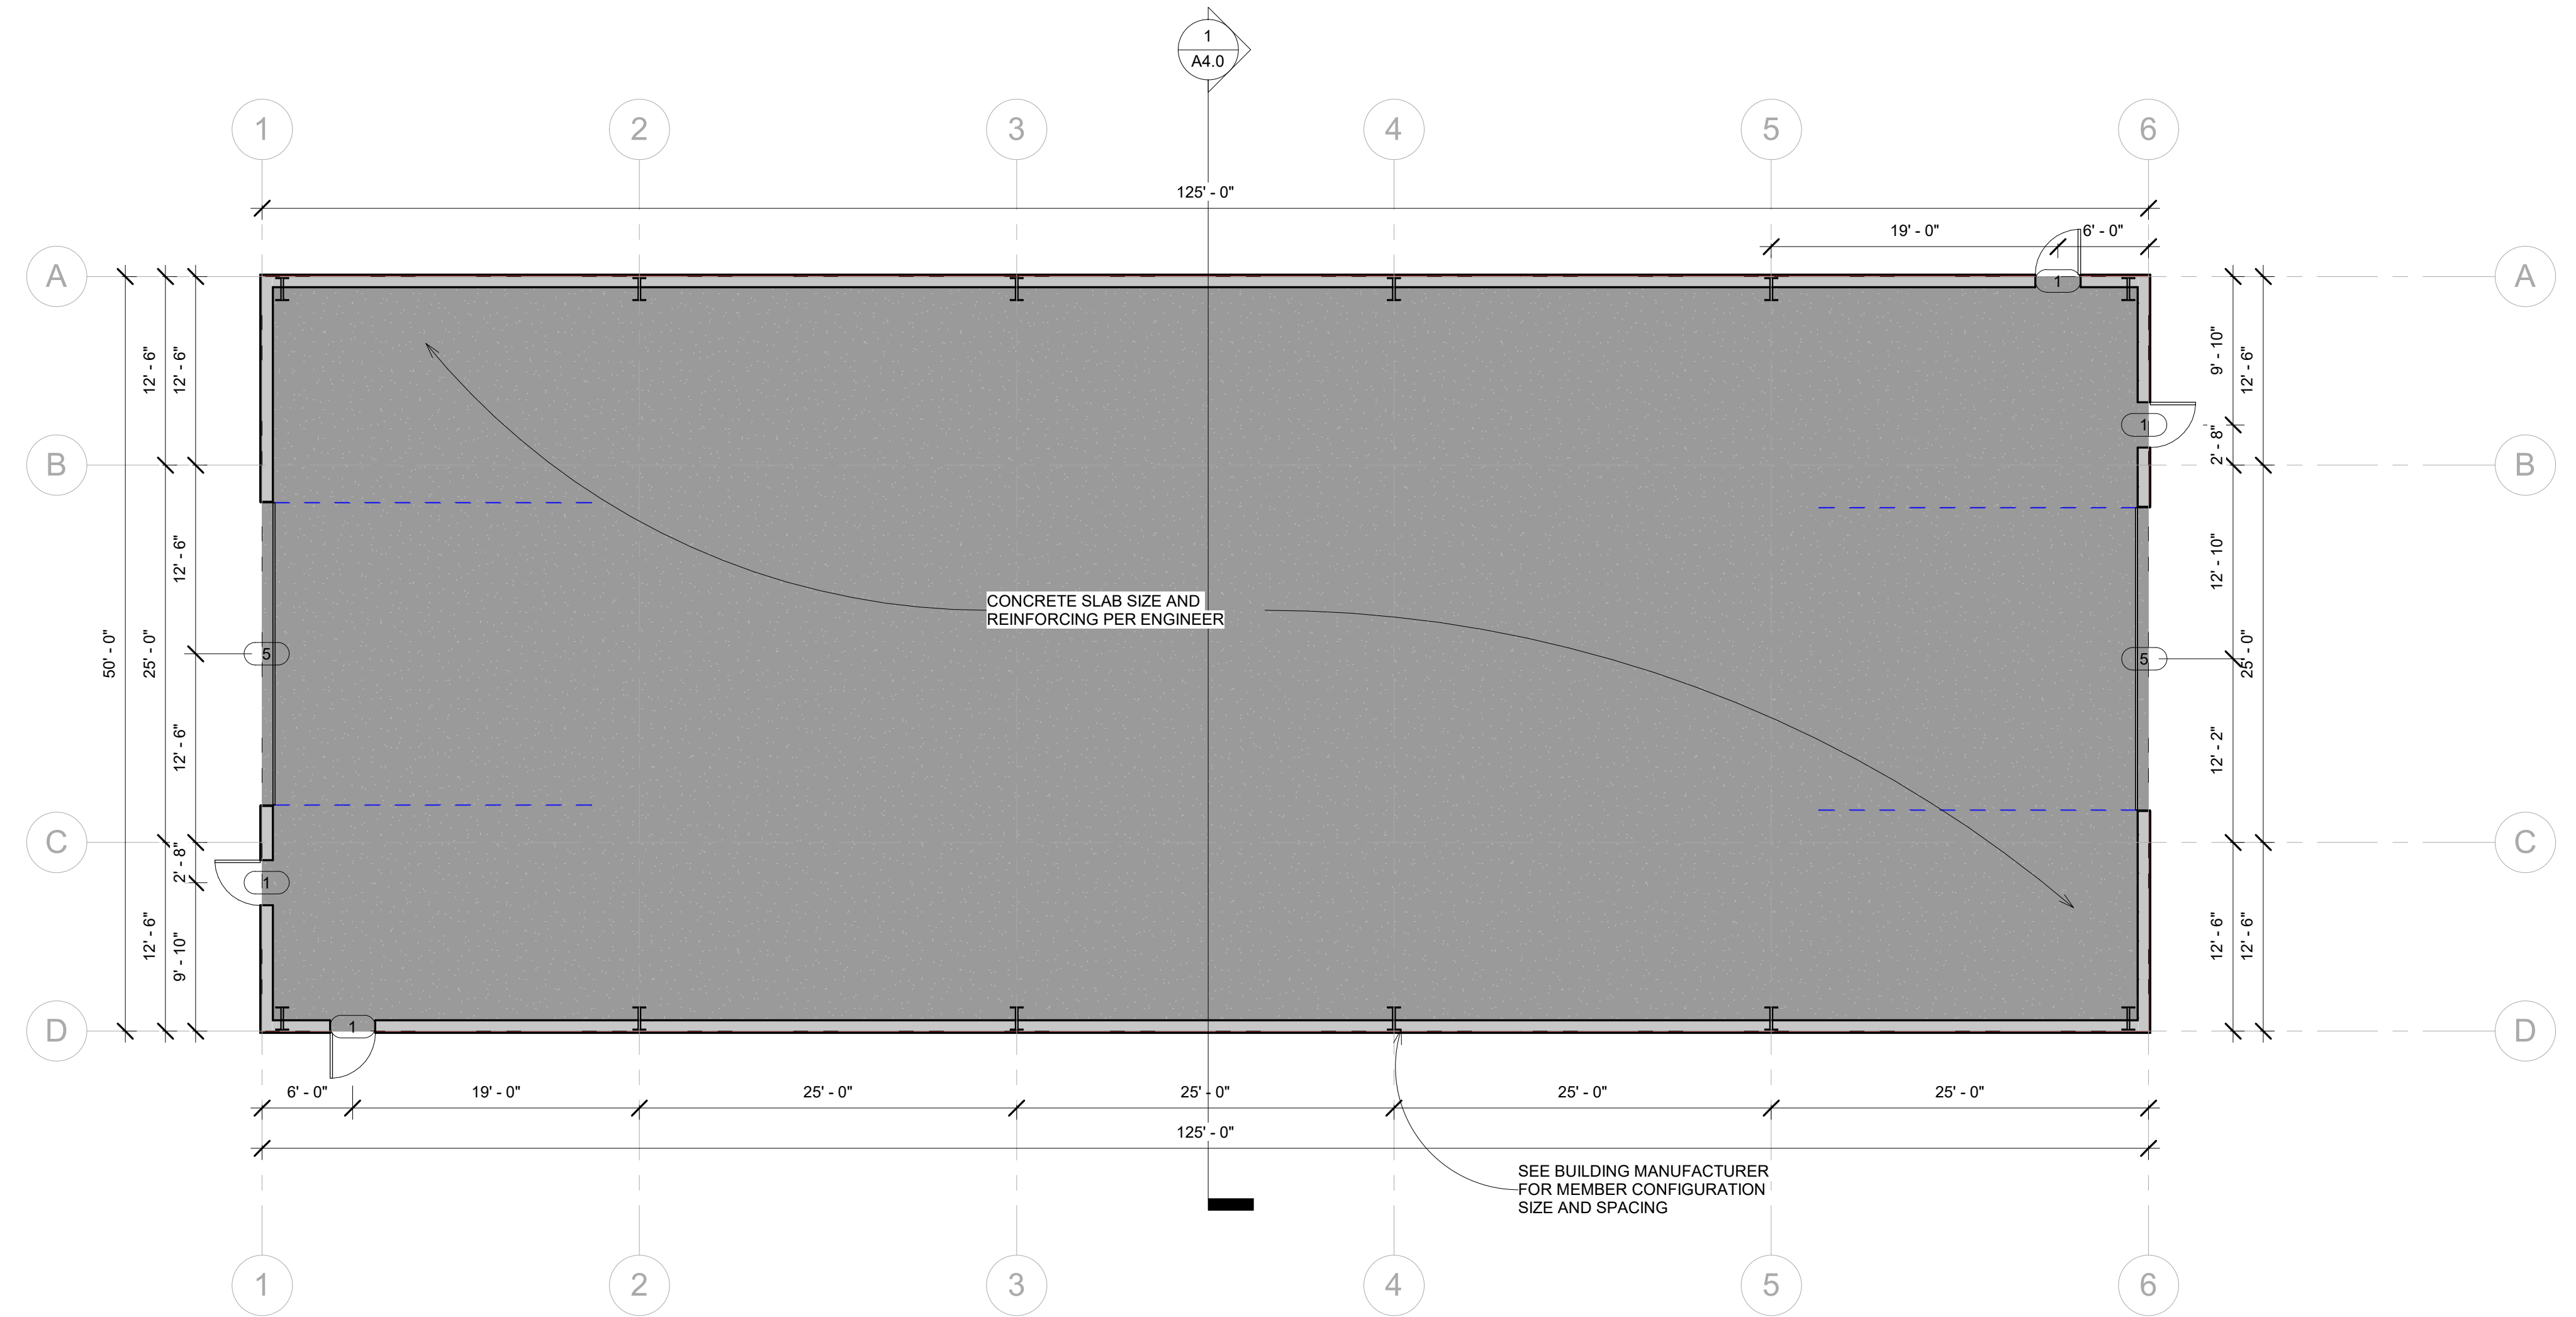 1
A4.0
1
2
3
4
5
6
125' - 0"
19' - 0"
6' - 0"
A
A
1
12' - 6"
12' - 6"
9' - 10"
12' - 6"
1
2' - 8"
B
B
12' - 6"
12' - 10"
CONCRETE SLAB SIZE AND
REINFORCING PER ENGINEER
50' - 0"
25' - 0"
5
5
25' - 0"
12' - 6"
12' - 2"
C
C
2' - 8"
1
12' - 6"
9' - 10"
12' - 6"
12' - 6"
D
D
1
6' - 0"
19' - 0"
25' - 0"
25' - 0"
25' - 0"
25' - 0"
125' - 0"
SEE BUILDING MANUFACTURER
FOR MEMBER CONFIGURATION
SIZE AND SPACING
1
2
3
4
5
6